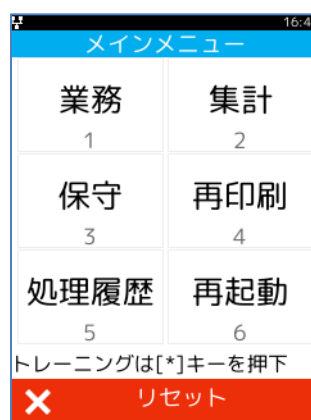 16:4
メインメニュー
業務 集計
1 2
保守 再印刷
3 4
処理履歴 再起動
5 6
トレーニングは[*]キーを押下
リセット